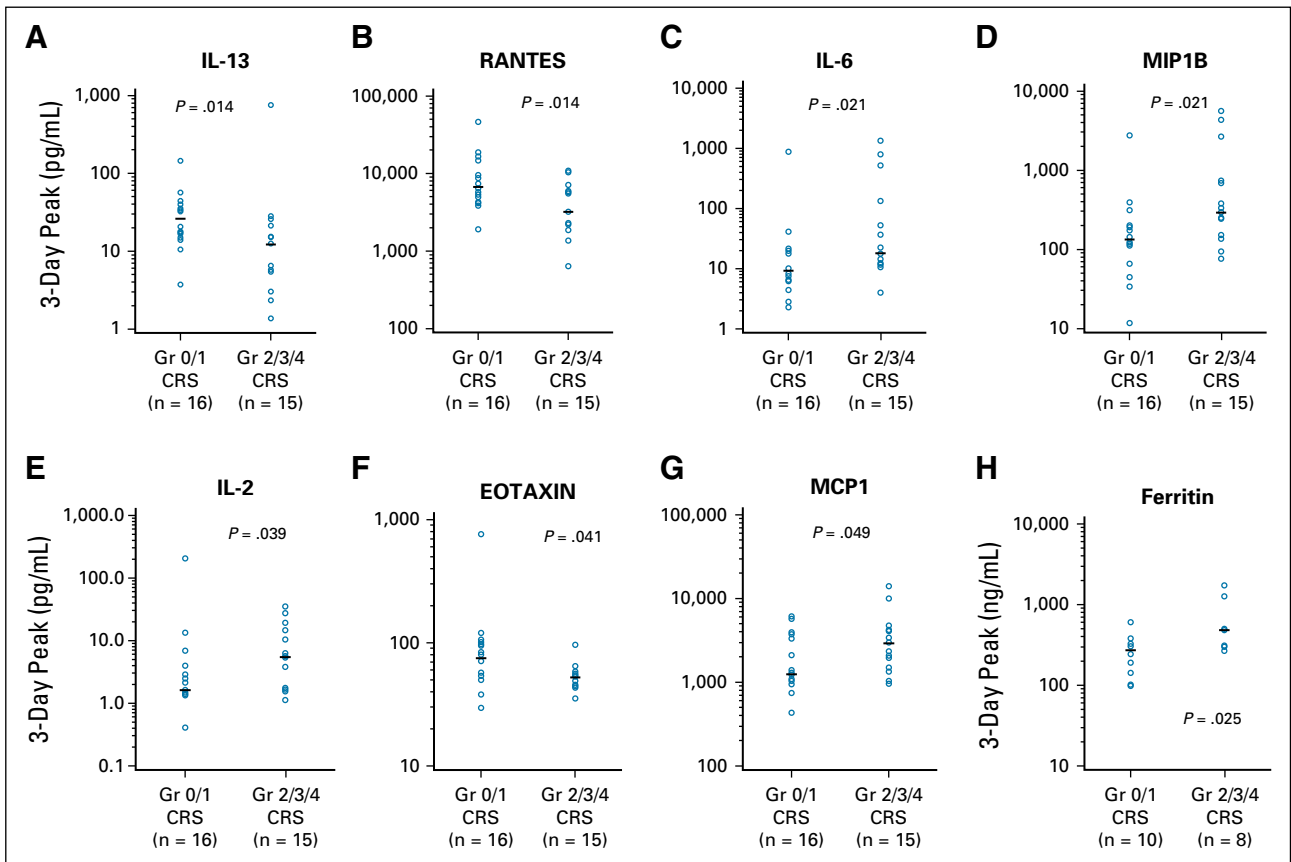 A
IL-13
3-Day Peak (pg/mL)
1,000
100
10
1
P = .014
Gr 0/1 Gr 2/3/4
CRS CRS
(n = 16) (n = 15)
B
RANTES
100,000
10,000
1,000
100
P = .014
Gr 0/1 Gr 2/3/4
CRS CRS
(n = 16) (n = 15)
C
IL-6
10,000
1,000
100
10
1
P = .021
Gr 0/1 Gr 2/3/4
CRS CRS
(n = 16) (n = 15)
D
MIP1B
10,000
1,000
100
10
P = .021
Gr 0/1 Gr 2/3/4
CRS CRS
(n = 16) (n = 15)
E
IL-2
3-Day Peak (pg/mL)
1,000.0
100.0
10.0
1.0
0.1
P = .039
Gr 0/1 Gr 2/3/4
CRS CRS
(n = 16) (n = 15)
F
EOTAXIN
1,000
100
10
P = .041
Gr 0/1 Gr 2/3/4
CRS CRS
(n = 16) (n = 15)
G
MCP1
100,000
10,000
1,000
100
P = .049
Gr 0/1 Gr 2/3/4
CRS CRS
(n = 16) (n = 15)
H
Ferritin
3-Day Peak (ng/mL)
10,000
1,000
100
10
P = .025
Gr 0/1 Gr 2/3/4
CRS CRS
(n = 10) (n = 8)